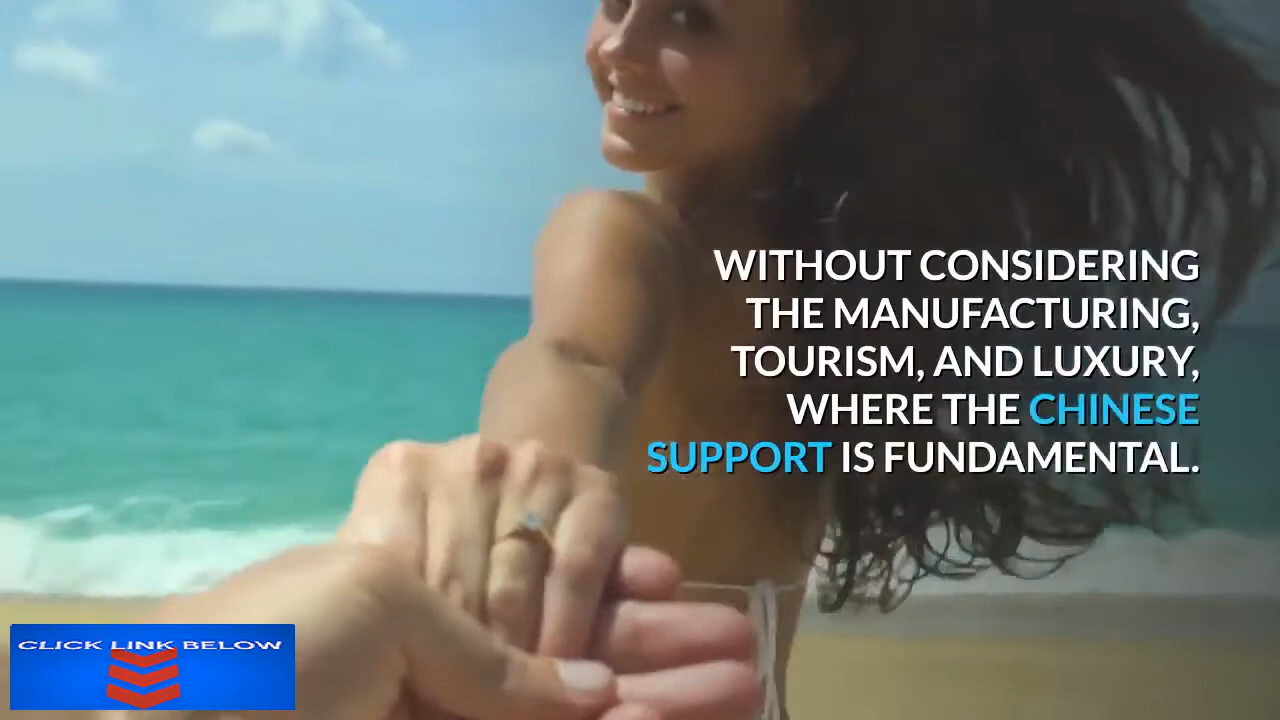 WITHOUT CONSIDERING
THE MANUFACTURING,
TOURISM, AND LUXURY,
WHERE THE CHINESE
SUPPORT IS FUNDAMENTAL.
CLICK LINK BELOW